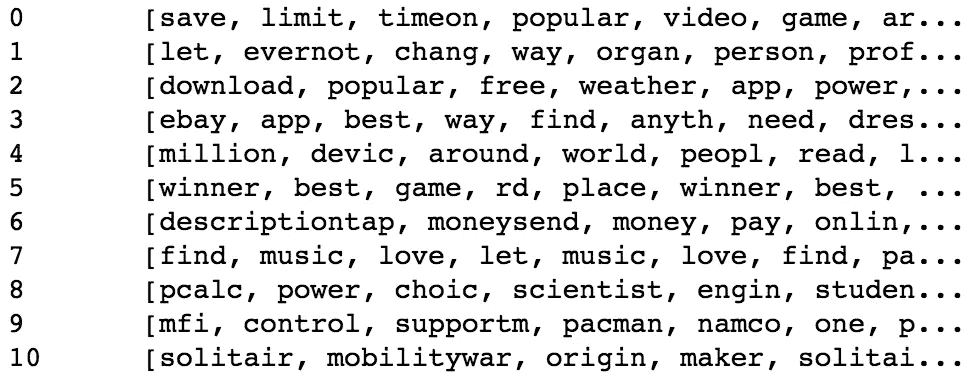 0 [save, limit, timeon, popular, video, game, ar...
1 [let, evernot, chang, way, organ, person, prof...
2 [download, popular, free, weather, app, power,...
3 [ebay, app, best, way, find, anyth, need, dres...
4 [million, devic, around, world, peopl, read, l...
5 [winner, best, game, rd, place, winner, best, ...
6 [descriptiontap, moneysend, money, pay, onlin,...
7 [find, music, love, let, music, love, find, pa...
8 [pcalc, power, choic, scientist, engin, studen...
9 [mfi, control, supportm, pacman, namco, one, p...
10 [solitair, mobilitywar, origin, maker, solitai...